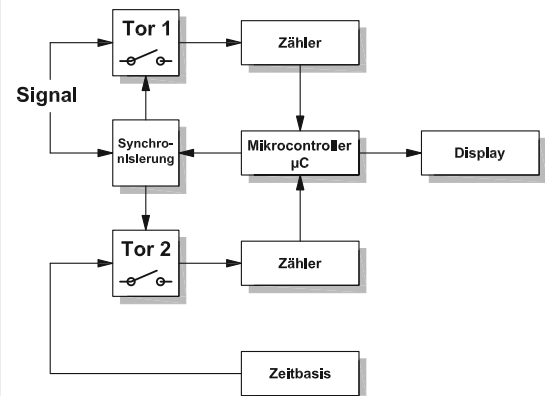 Tor 1
Zähler
Signal
Synchro-
nisierung
Mikrocontroller
µC
Display
Tor 2
Zähler
Zeitbasis